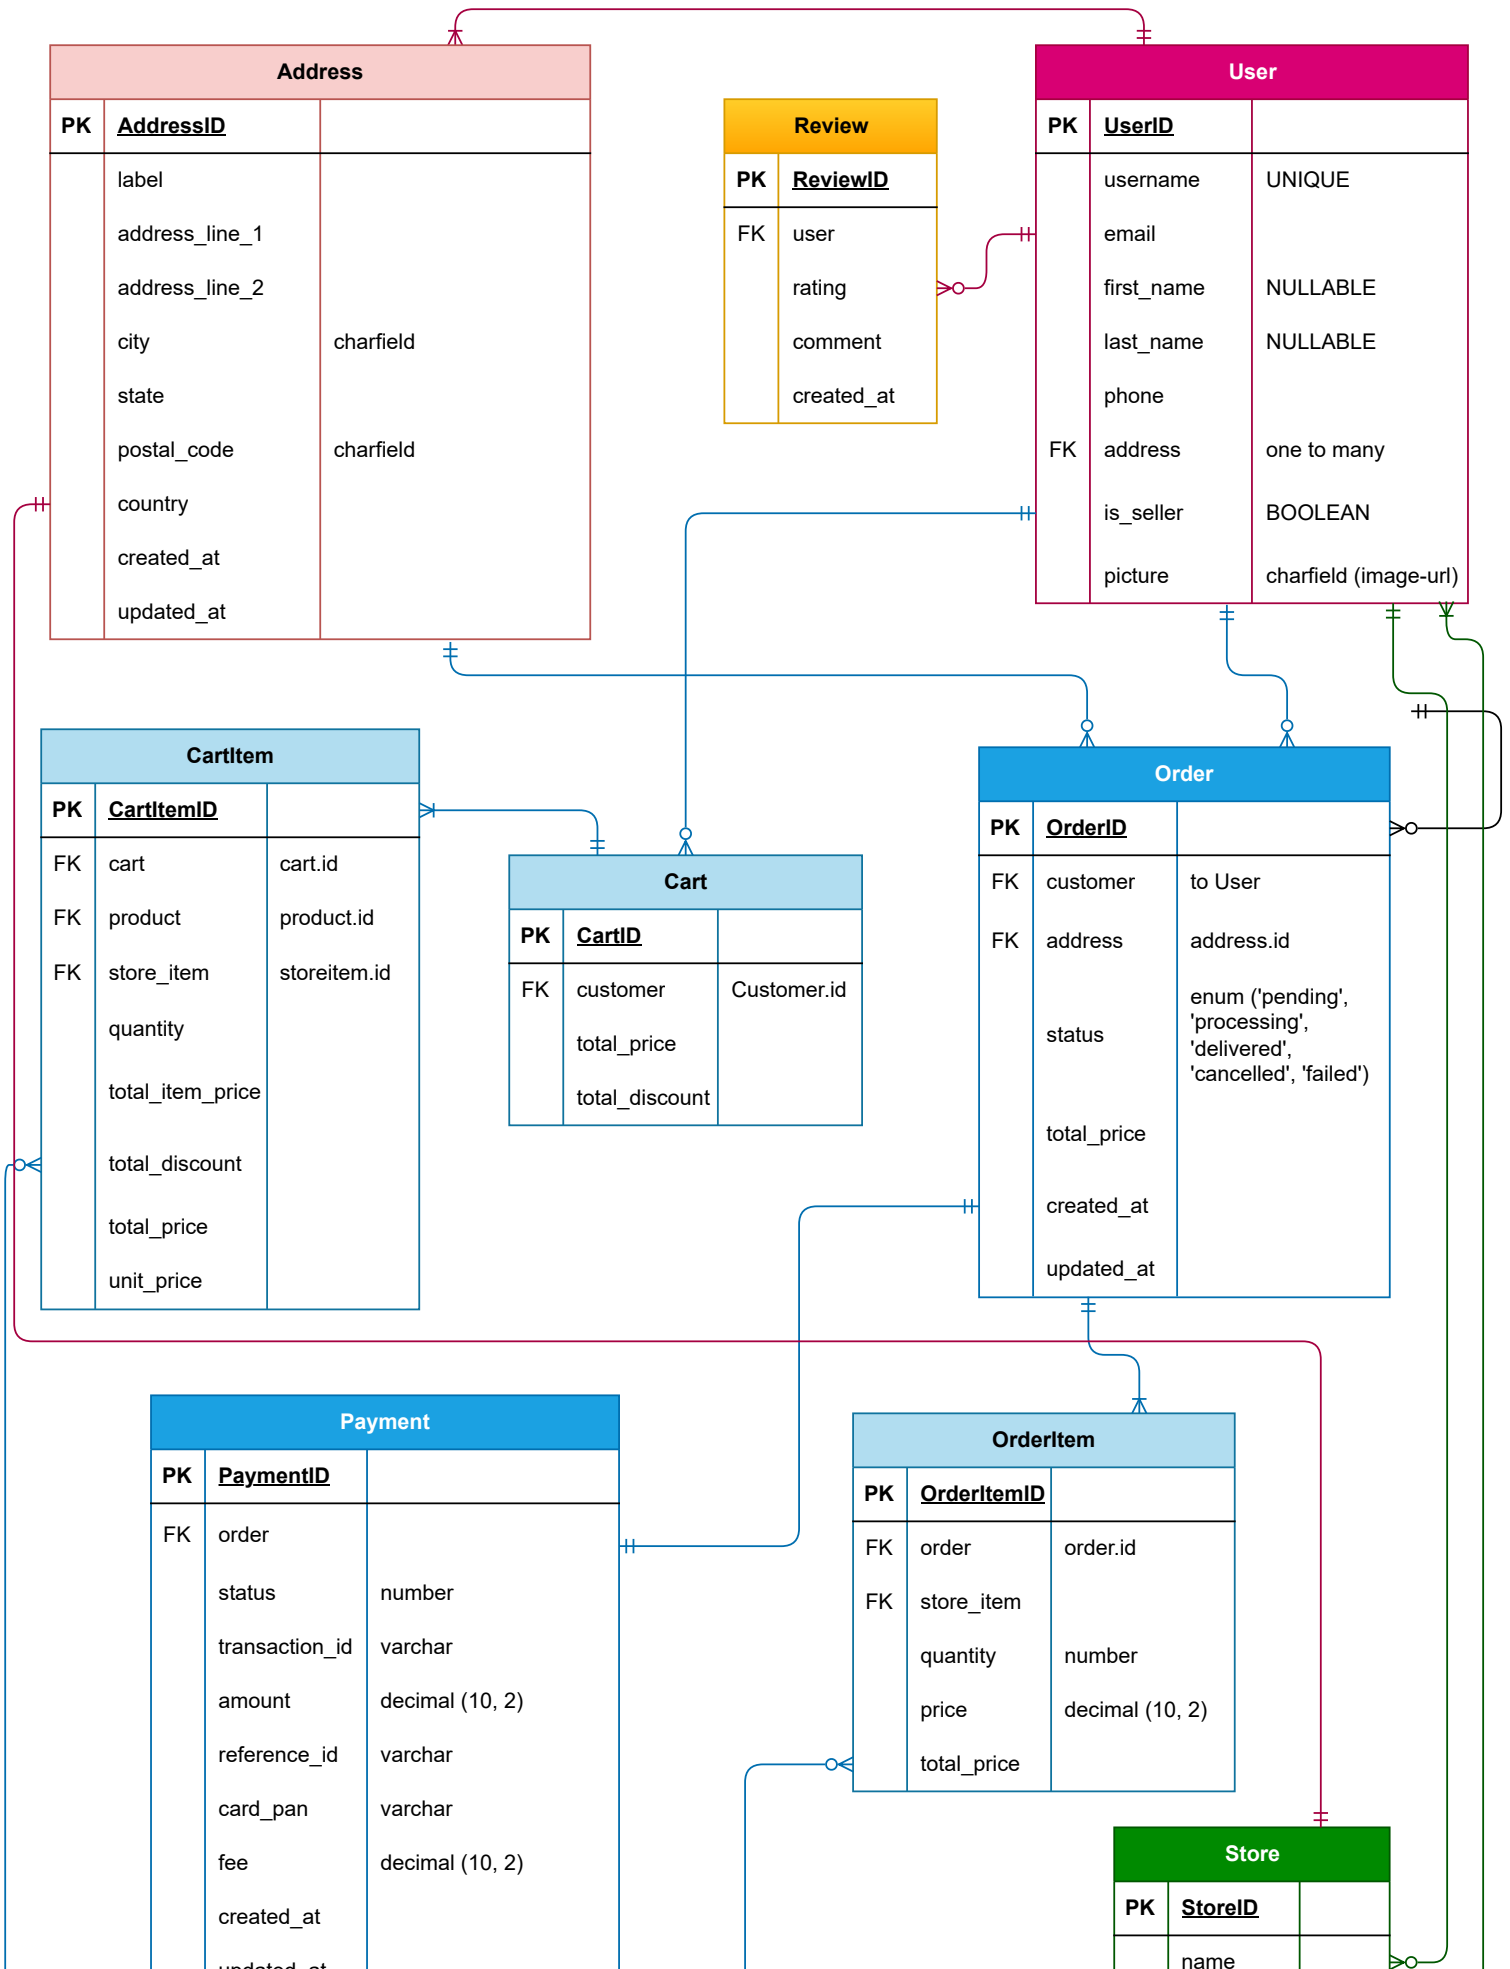 Address
PK AddressID
label
address_line_1
address_line_2
city charfield
state
postal_code charfield
country
created_at
updated_at
Review
PK ReviewID
FK user
rating
comment
created_at
User
PK UserID
username UNIQUE
email
first_name NULLABLE
last_name NULLABLE
phone
FK address one to many
is_seller BOOLEAN
picture charfield (image-url)
CartItem
PK CartItemID
FK cart cart.id
FK product product.id
FK store_item storeitem.id
quantity
total_item_price
total_discount
total_price
unit_price
Cart
PK CartID
FK customer Customer.id
total_price
total_discount
Order
PK OrderID
FK customer to User
FK address address.id
status enum ('pending',
'processing',
'delivered',
'cancelled', 'failed')
total_price
created_at
updated_at
Payment
PK PaymentID
FK order
status number
transaction_id varchar
amount decimal (10, 2)
reference_id varchar
card_pan varchar
fee decimal (10, 2)
created_at
updated_at
OrderItem
PK OrderItemID
FK order order.id
FK store_item
quantity number
price decimal (10, 2)
total_price
Store
PK StoreID
name